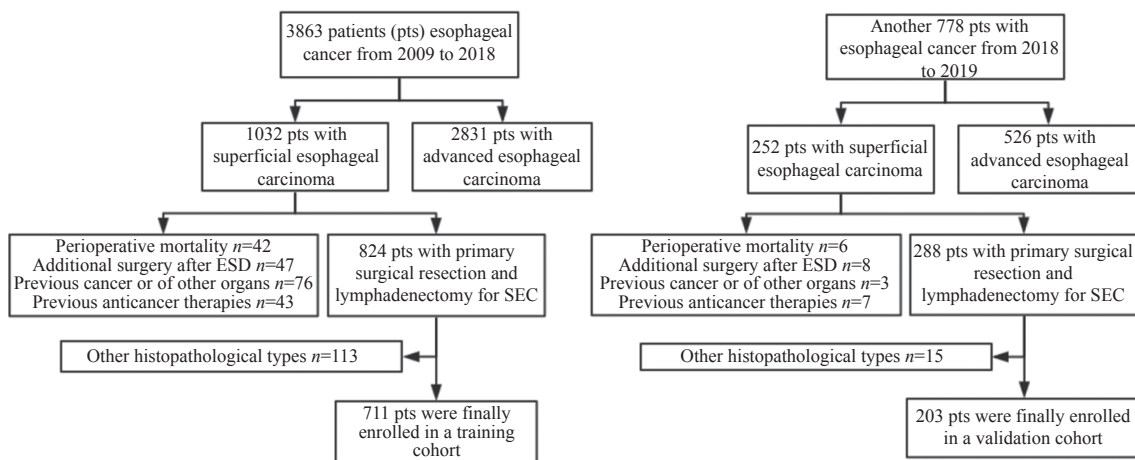 3863 patients (pts) esophageal
cancer from 2009 to 2018
1032 pts with
superficial esophageal
carcinoma
2831 pts with
advanced esophageal
carcinoma
Perioperative mortality n=42
Additional surgery after ESD n=47
Previous cancer or of other organs n=76
Previous anticancer therapies n=43
824 pts with primary
surgical resection and
lymphadenectomy for SEC
Other histopathological types n=113
711 pts were finally
enrolled in a training
cohort
Another 778 pts with
esophageal cancer from 2018
to 2019
252 pts with superficial
esophageal carcinoma
526 pts with
advanced esophageal
carcinoma
Perioperative mortality n=6
Additional surgery after ESD n=8
Previous cancer or of other organs n=3
Previous anticancer therapies n=7
288 pts with primary surgical
resection and
lymphadenectomy for SEC
Other histopathological types n=15
203 pts were finally enrolled
in a validation cohort